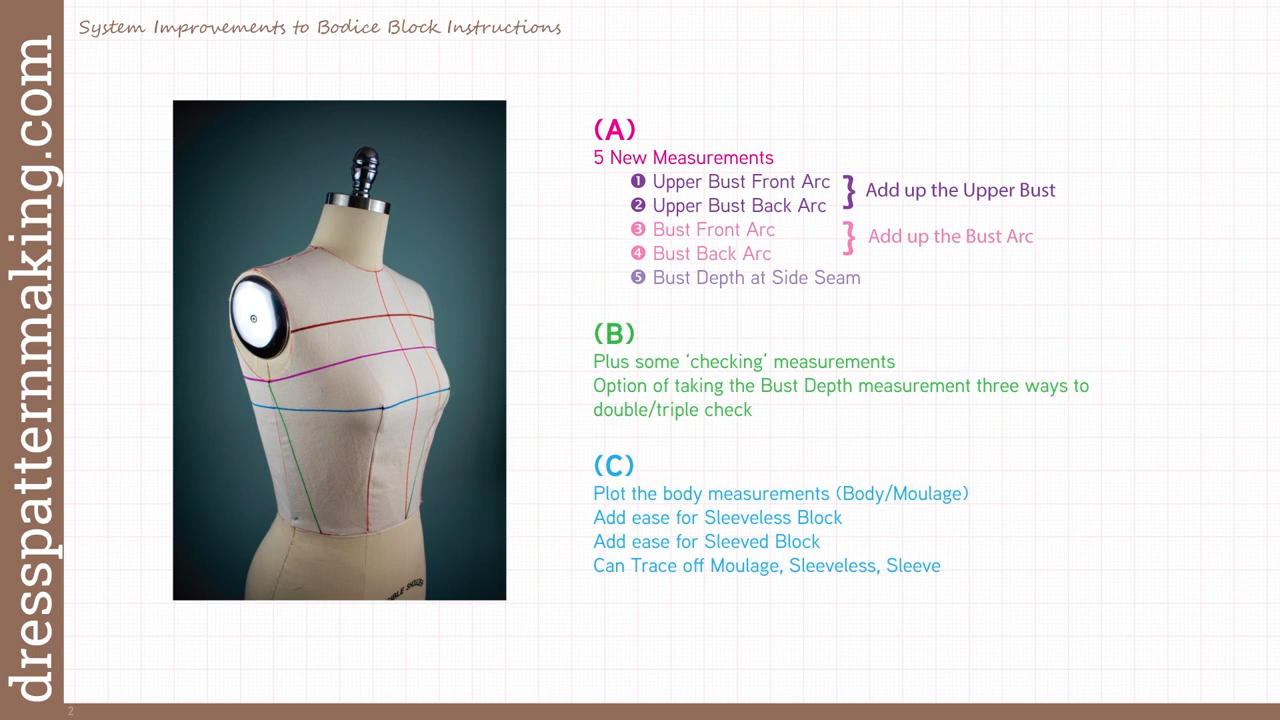 System Improvements to Bodice Block Instructions
dresspatternmaking.com
(A)
5 New Measurements
❶ Upper Bust Front Arc
❷ Upper Bust Back Arc
} Add up the Upper Bust
❸ Bust Front Arc
❹ Bust Back Arc
} Add up the Bust Arc
❺ Bust Depth at Side Seam
(B)
Plus some ‘checking’ measurements
Option of taking the Bust Depth measurement three ways to
double/triple check
(C)
Plot the body measurements (Body/Moulage)
Add ease for Sleeveless Block
Add ease for Sleeved Block
Can Trace off Moulage, Sleeveless, Sleeve
2